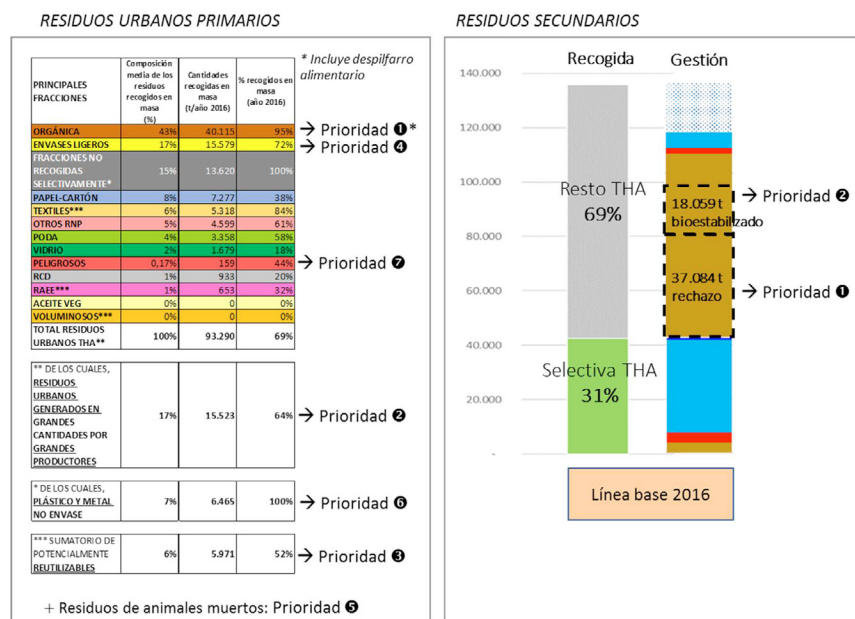 RESIDUOS URBANOS PRIMARIOS
PRINCIPALES FRACCIONES | Composición media de los residuos recogidos en masa (%) | Cantidades recogidas en masa (t/año 2016) | % recogidos en masa (año 2016)
* Incluye despilfarro alimentario
ORGÁNICA 43% 40.115 95% → Prioridad ❶*
ENVASES LIGEROS 17% 15.579 72% → Prioridad ❹
FRACCIONES NO RECOGIDAS SELECTIVAMENTE* 15% 13.620 100%
PAPEL-CARTÓN 8% 7.277 38%
TEXTILES*** 6% 5.318 84%
OTROS RNP 5% 4.599 61%
PODA 4% 3.358 58%
VIDRIO 2% 1.679 18%
PELIGROSOS 0,17% 159 44% → Prioridad ❼
RCD 1% 933 20%
RAEE*** 1% 653 32%
ACEITE VEG 0% 0 0%
VOLUMINOSOS*** 0% 0 0%
TOTAL RESIDUOS URBANOS THA** 100% 93.290 69%
** DE LOS CUALES, RESIDUOS URBANOS GENERADOS EN GRANDES CANTIDADES POR GRANDES PRODUCTORES 17% 15.523 64% → Prioridad ❷
* DE LOS CUALES, PLÁSTICO Y METAL NO ENVASE 7% 6.465 100% → Prioridad ❻
*** SUMATORIO DE POTENCIALMENTE REUTILIZABLES 6% 5.971 52% → Prioridad ❸
+ Residuos de animales muertos: Prioridad ❺
RESIDUOS SECUNDARIOS
Recogida Gestión
140.000
120.000
100.000
80.000
60.000
40.000
20.000
-
Resto THA
69%
Selectiva THA
31%
18.059 t
bioestabilizado
→ Prioridad ❷
37.084 t
rechazo
→ Prioridad ❶
Línea base 2016